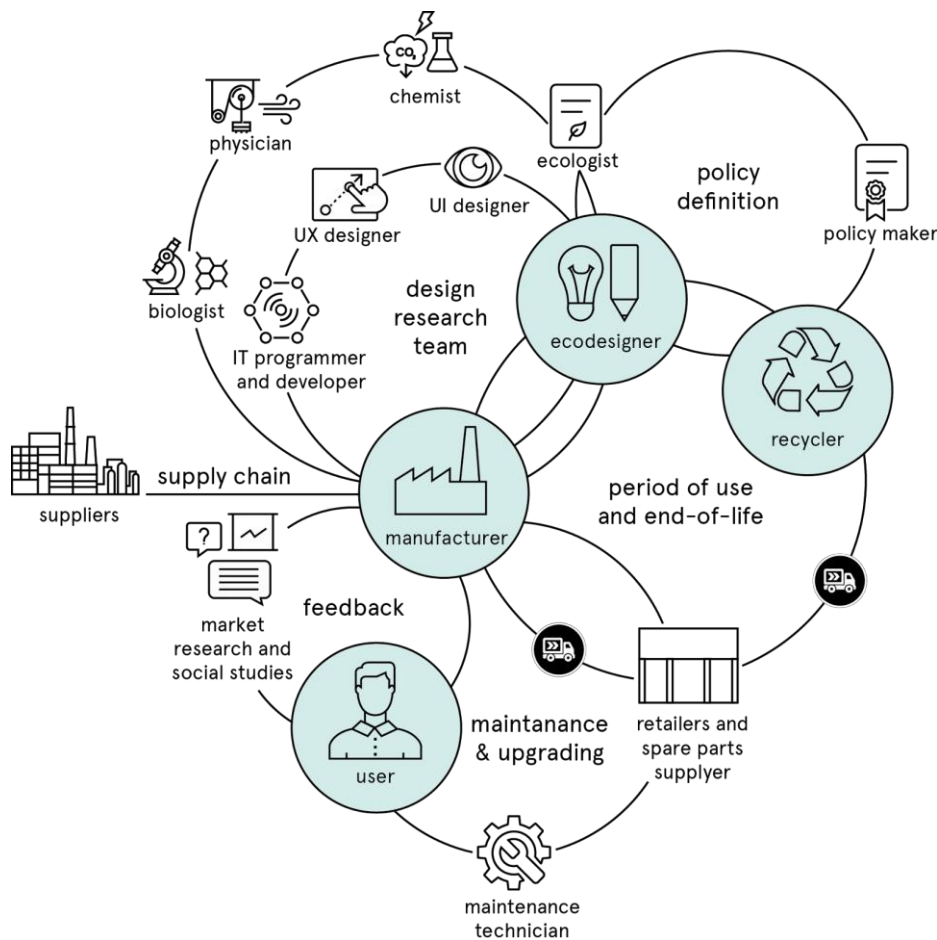 CO₂
chemist
physician
ecologist
policy
definition
policy maker
UI designer
UX designer
biologist
design
research
team
ecodesigner
IT programmer
and developer
recycler
supply chain
suppliers
manufacturer
period of use
and end-of-life
?
feedback
market
research and
social studies
maintanance
& upgrading
retailers and
spare parts
supplyer
user
maintenance
technician